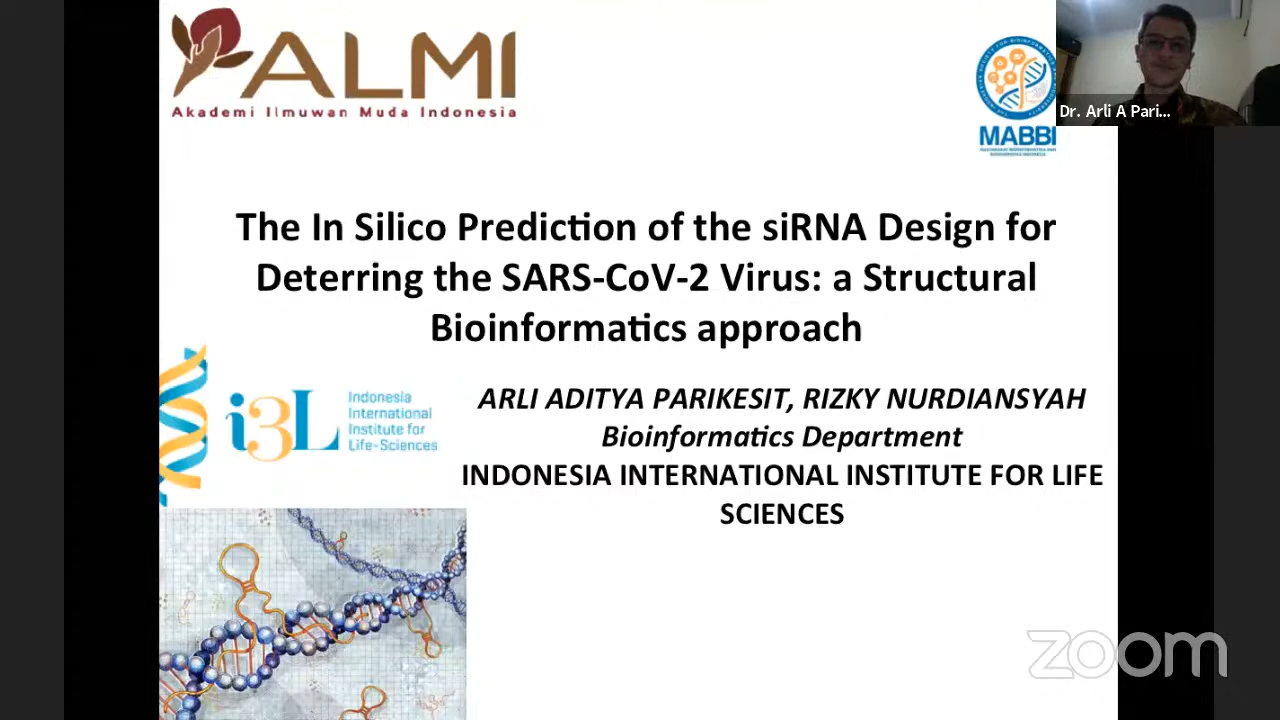 ALMI
Akademi Ilmuwan Muda Indonesia
MABBI
Dr. Arli A Pari...
The In Silico Prediction of the siRNA Design for
Deterring the SARS-CoV-2 Virus: a Structural
Bioinformatics approach
i3L
Indonesia
International
Institute for
Life-Sciences
ARLI ADITYA PARIKESIT, RIZKY NURDIANSYAH
Bioinformatics Department
INDONESIA INTERNATIONAL INSTITUTE FOR LIFE
SCIENCES
zoom